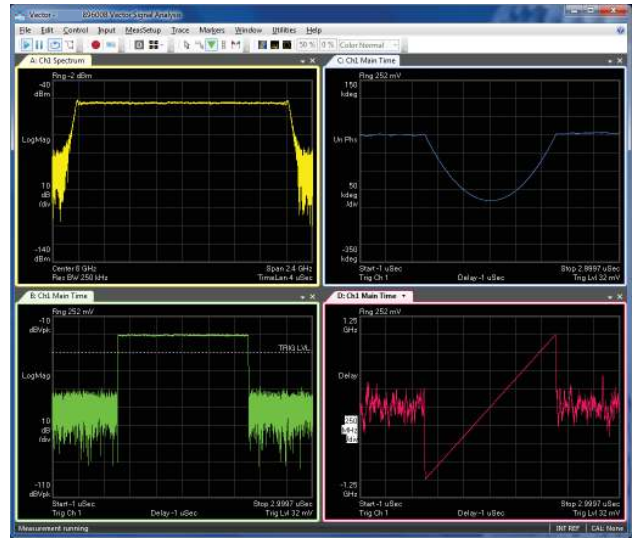 Vector - 89600B Vector Signal Analysis
File Edit Control Input MeasSetup Trace Markers Window Utilities Help
50 % 0 % Color Normal
A: Ch1 Spectrum
Rng -2 dBm
-40
dBm
LogMag
10
dB
/div
-140
dBm
Center 6 GHz Span 2.4 GHz
Res BW 250 kHz TimeLen 4 uSec
C: Ch1 Main Time
Rng 252 mV
150
kdeg
Un Phs
50
kdeg
/div
-350
kdeg
Start -1 uSec Stop 2.9997 uSec
Trig Ch 1 Delay -1 uSec Trig Lvl 32 mV
B: Ch1 Main Time
Rng 252 mV
-10
dBVpk
TRIG LVL
LogMag
10
dB
/div
-110
dBVpk
Start -1 uSec Stop 2.9997 uSec
Trig Ch 1 Delay -1 uSec Trig Lvl 32 mV
D: Ch1 Main Time
Rng 252 mV
1.25
GHz
Delay
250
MHz
/div
-1.25
GHz
Start -1 uSec Stop 2.9997 uSec
Trig Ch 1 Delay -1 uSec Trig Lvl 32 mV
Measurement running INT REF CAL: None